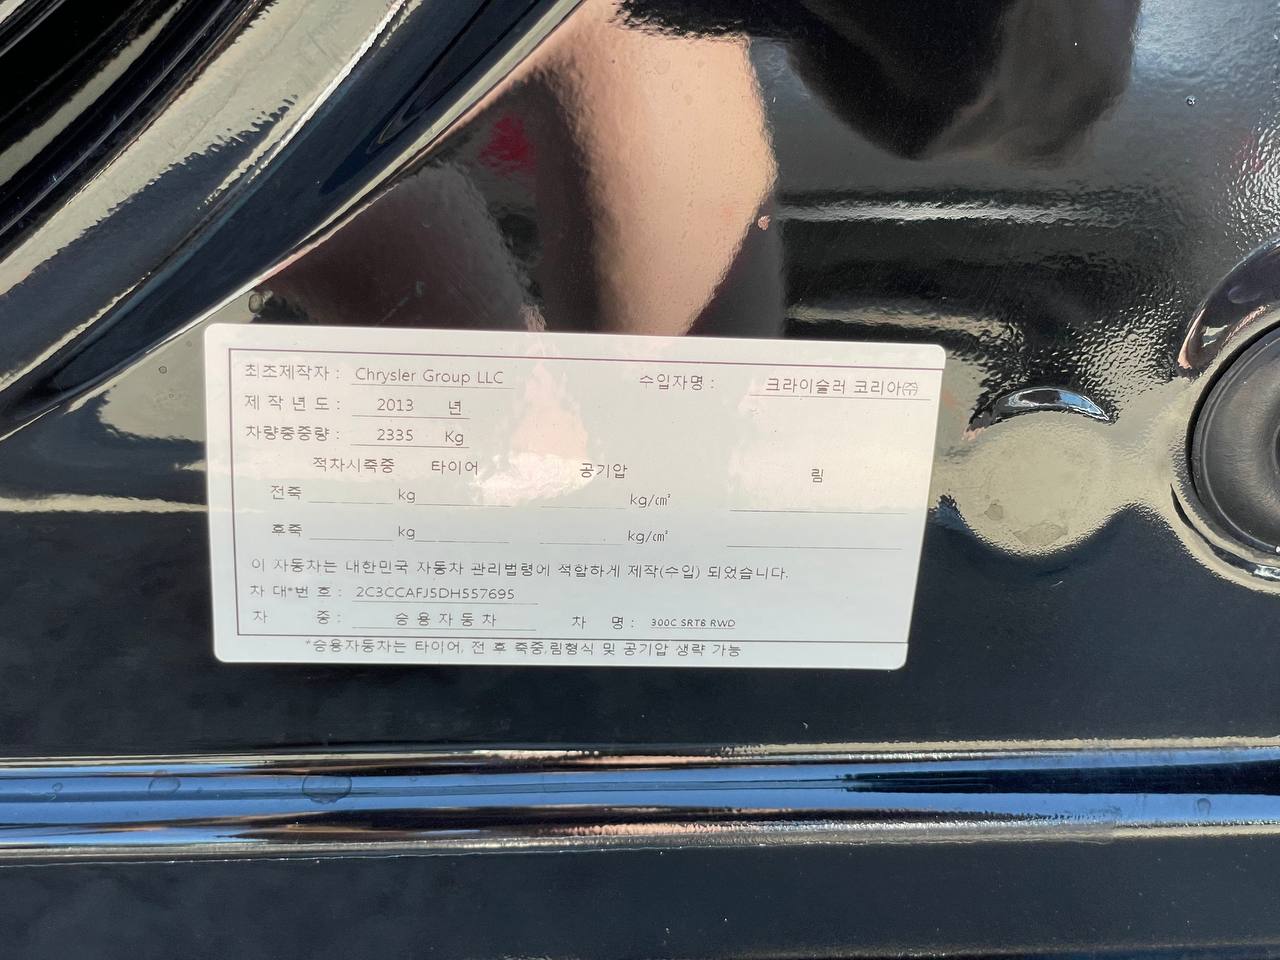 최초제작자 : Chrysler Group LLC 수입자명 : 크라이슬러 코리아㈜
제 작 년 도 : 2013 년
차량중중량 : 2335 Kg
적차시죽중 타이어 공기압 림
전죽 kg kg/㎠
후죽 kg kg/㎠
이 자동차는 대한민국 자동차 관리법령에 적합하게 제작(수입) 되었습니다.
차 대*번 호 : 2C3CCAFJ5DH557695
차 종 : 승 용 자 동 차 차 명 : 300C SRT8 RWD
*승용자동차는 타이어, 전 후 죽중,림형식 및 공기압 생략 가능